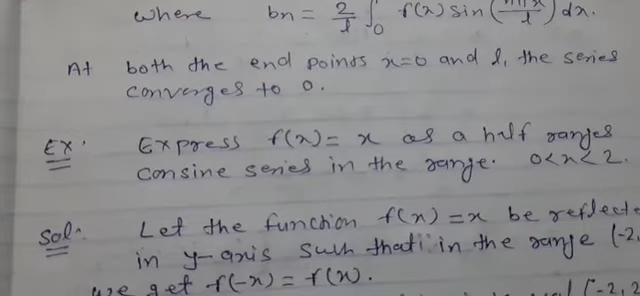 where bn = 2/l ∫0 f(x) sin(nπx/l) dx.
At both the end points x=0 and l, the series
converges to 0.
Ex. Express f(x) = x as a half ranges
consine series in the range. 0<x<2.
Sol. Let the function f(x) = x be reflecte
in y-axis such that in the range (-2,
we get f(-x) = f(x).
(-2,2